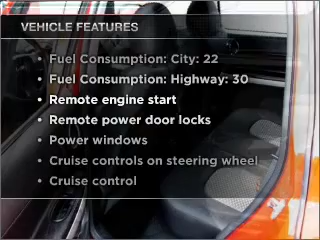 VEHICLE FEATURES
• Fuel Consumption: City: 22
• Fuel Consumption: Highway: 30
• Remote engine start
• Remote power door locks
• Power windows
• Cruise controls on steering wheel
• Cruise control